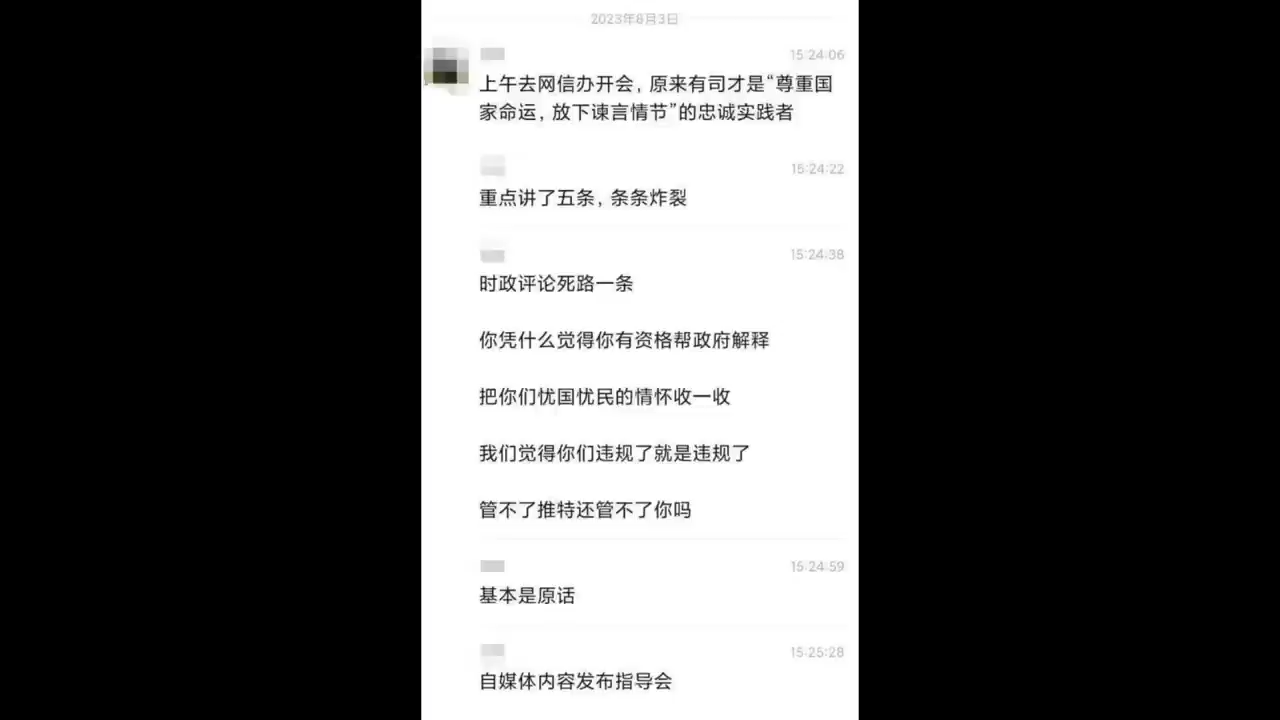 2023年8月3日
15:24:06
上午去网信办开会，原来有司才是“尊重国
家命运，放下谏言情节”的忠诚实践者
15:24:22
重点讲了五条，条条炸裂
15:24:38
时政评论死路一条
你凭什么觉得你有资格帮政府解释
把你们忧国忧民的情怀收一收
我们觉得你们违规了就是违规了
管不了推特还管不了你吗
15:24:59
基本是原话
15:25:28
自媒体内容发布指导会